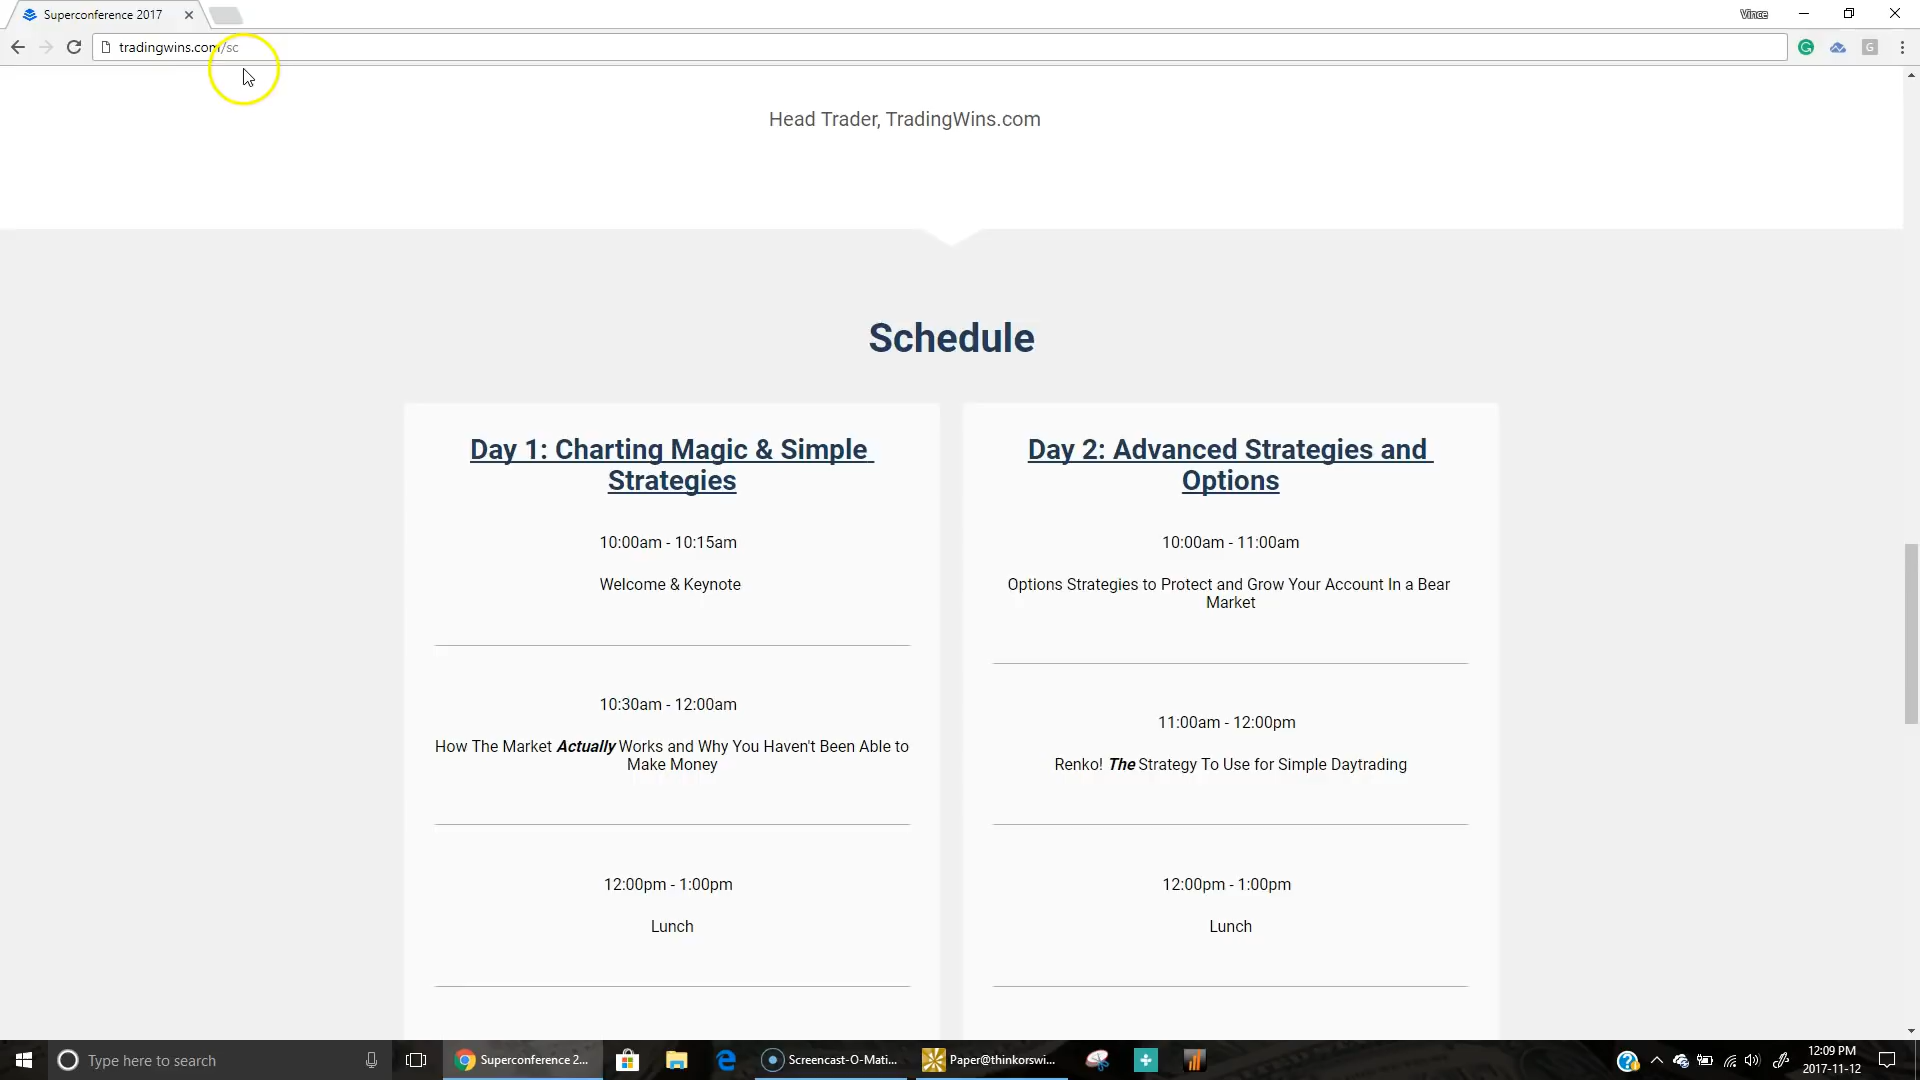 Superconference 2017
Vince
tradingwins.com/sc
G
Head Trader, TradingWins.com
Schedule
Day 1: Charting Magic & Simple
Strategies
10:00am - 10:15am
Welcome & Keynote
10:30am - 12:00am
How The Market Actually Works and Why You Haven't Been Able to
Make Money
12:00pm - 1:00pm
Lunch
Day 2: Advanced Strategies and
Options
10:00am - 11:00am
Options Strategies to Protect and Grow Your Account In a Bear
Market
11:00am - 12:00pm
Renko! The Strategy To Use for Simple Daytrading
12:00pm - 1:00pm
Lunch
Type here to search
Superconference 2...
Screencast-O-Mati...
Paper@thinkorswi...
12:09 PM
2017-11-12